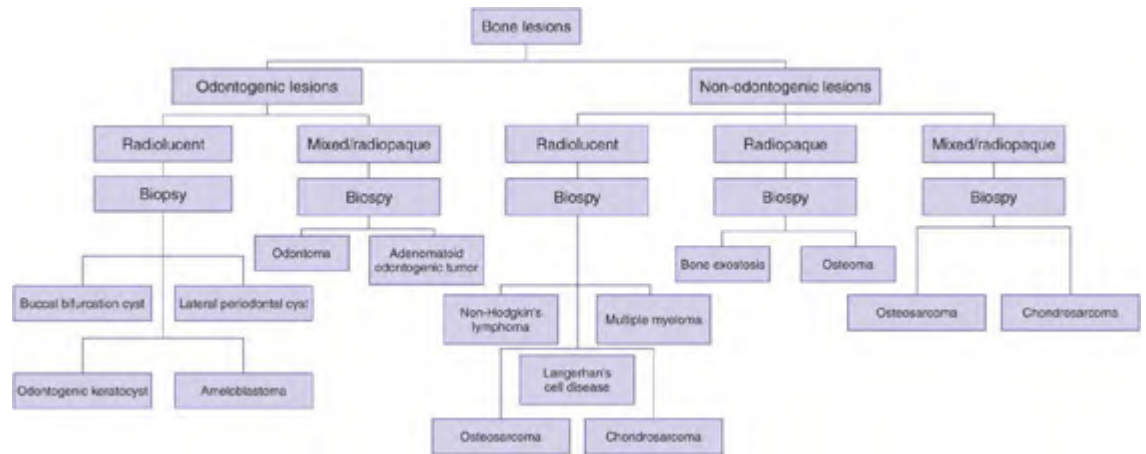 Bone lesions
Odontogenic lesions
Non-odontogenic lesions
Radiolucent
Mixed/radiopaque
Radiolucent
Radiopaque
Mixed/radiopaque
Biopsy
Biospy
Biospy
Biospy
Biospy
Odontoma
Adenomatoid
odontogenic tumor
Bone exostosis
Osteoma
Buccal bifurcation cyst
Lateral periodontal cyst
Non-Hodgkin's
lymphoma
Multiple myeloma
Osteosarcoma
Chondrosarcoma
Odontogenic keratocyst
Ameloblastoma
Langerhan's
cell disease
Osteosarcoma
Chondrosarcoma